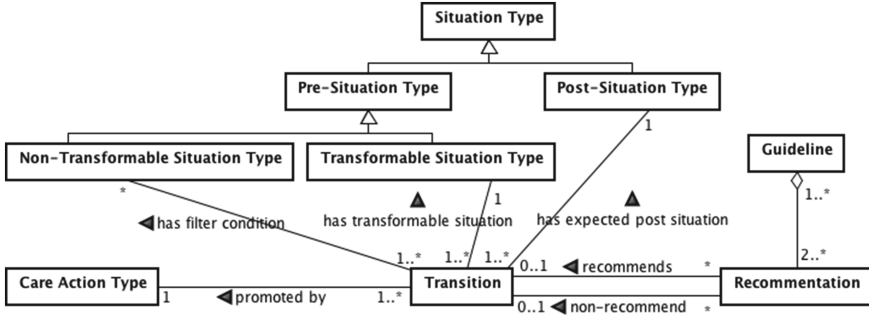 Situation Type
Pre-Situation Type
Post-Situation Type
Non-Transformable Situation Type
Transformable Situation Type
Guideline
*
1
1
1..*
has filter condition
has transformable situation
has expected post situation
1..*
1..*
1..*
0..1
recommends
*
2..*
Care Action Type
Transition
Recommentation
1
promoted by
1..*
0..1
non-recommend
*